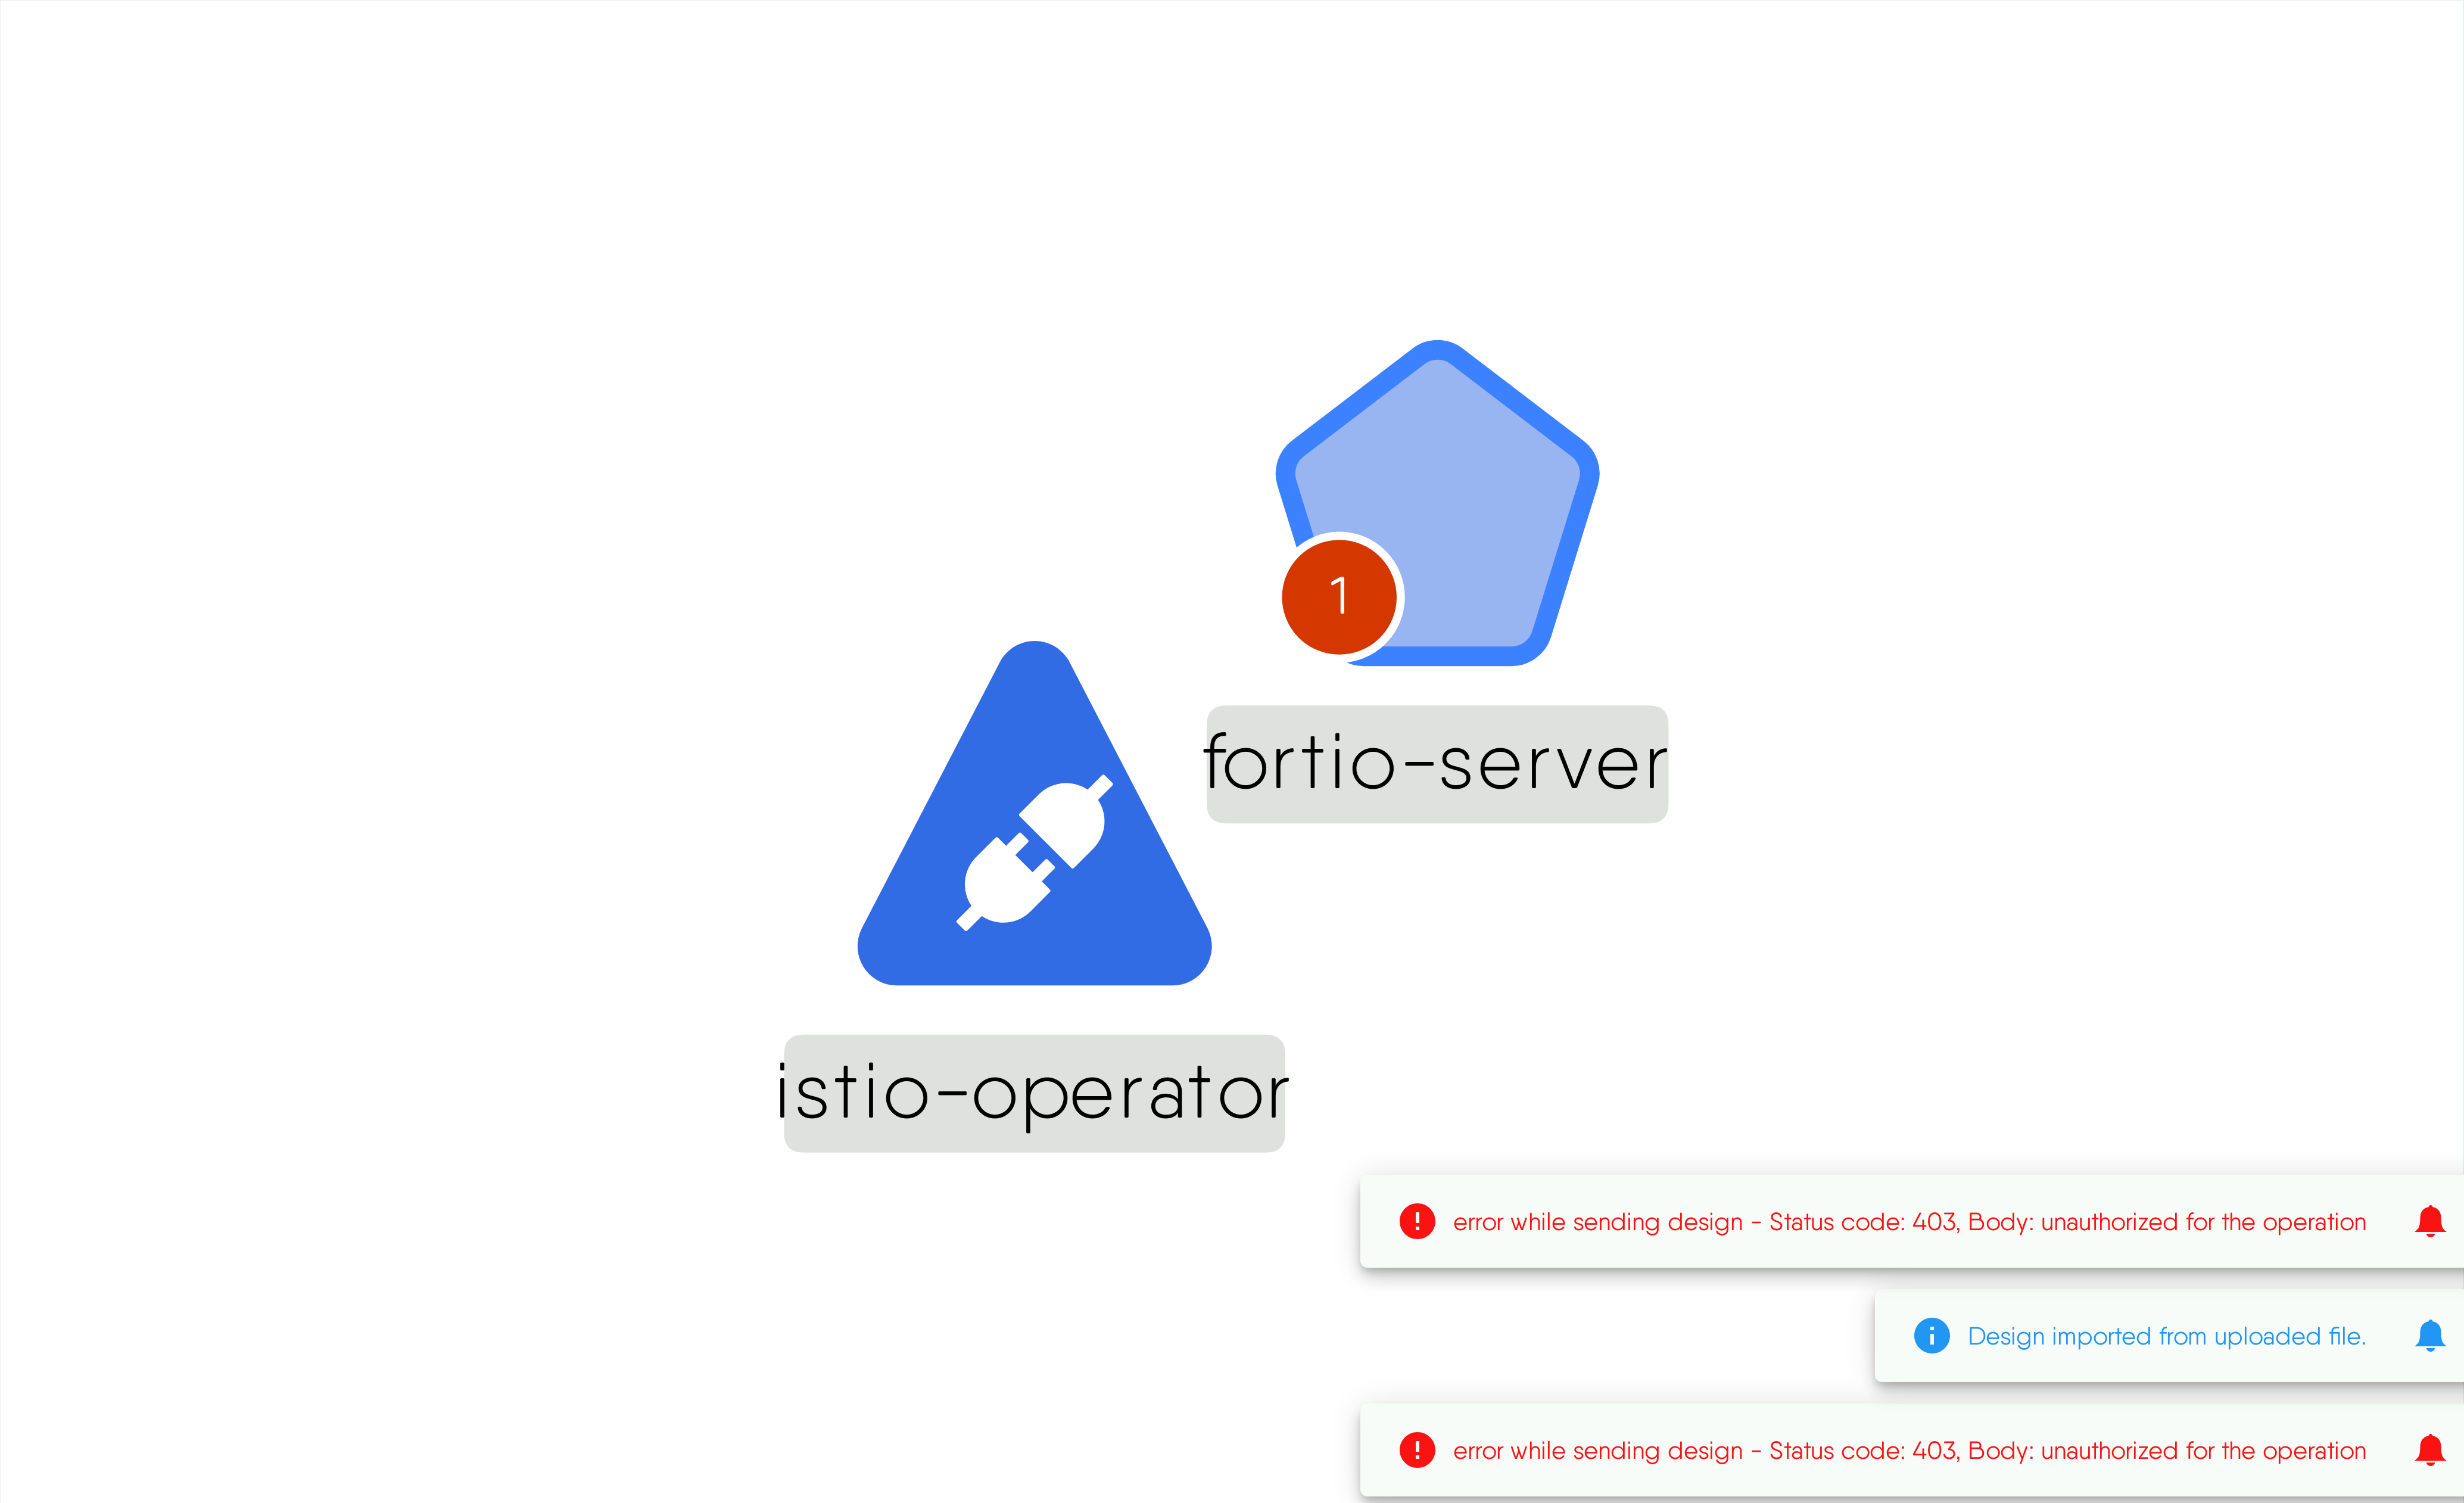 1
fortio-server
istio-operator
error while sending design - Status code: 403, Body: unauthorized for the operation
Design imported from uploaded file.
error while sending design - Status code: 403, Body: unauthorized for the operation